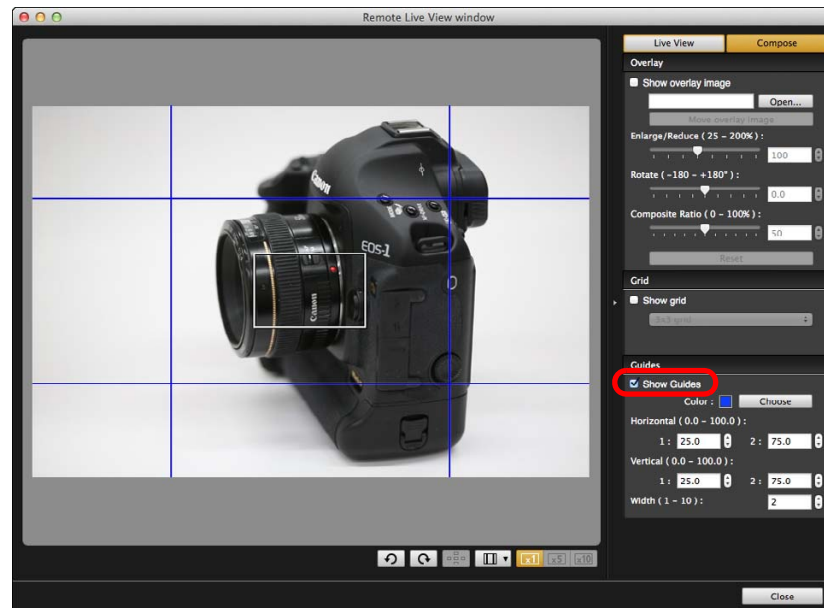 Remote Live View window
Live View Compose
Overlay
Show overlay image
Open...
Move overlay image
Enlarge/Reduce ( 25 – 200% ) :
100
Rotate ( –180 – +180° ) :
0.0
Composite Ratio ( 0 – 100% ) :
50
Reset
Grid
Show grid
3x3 grid
Guides
Show Guides
Color : Choose
Horizontal ( 0.0 – 100.0 ) :
1 : 25.0 2 : 75.0
Vertical ( 0.0 – 100.0 ) :
1 : 25.0 2 : 75.0
Width ( 1 – 10 ) : 2
Canon
EOS-1
Canon
x1 x5 x10
Close